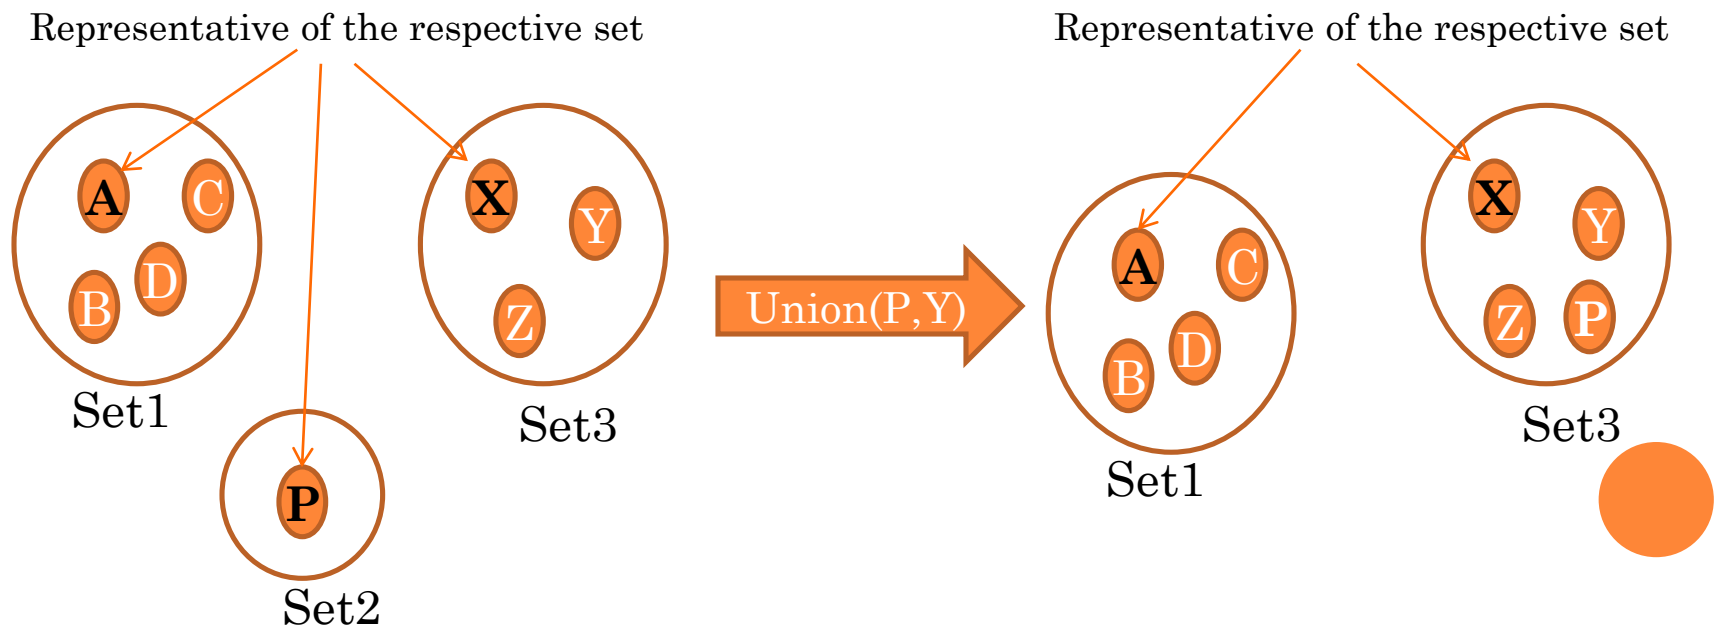 Representative of the respective set
A
C
B
D
Set1
X
Y
Z
Set3
P
Set2
Union(P,Y)
Representative of the respective set
A
C
B
D
Set1
X
Y
Z
P
Set3